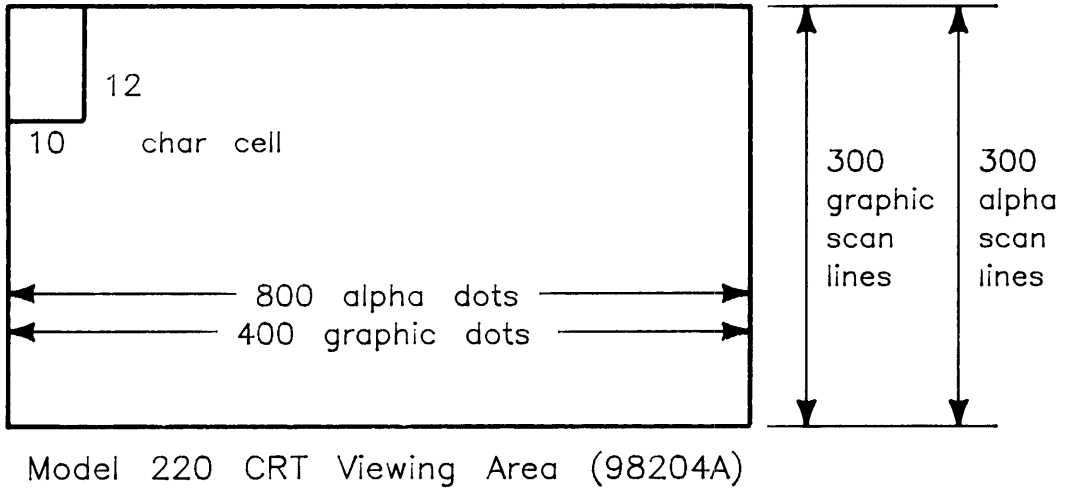 12
10 char cell
800 alpha dots
400 graphic dots
300
graphic
scan
lines
300
alpha
scan
lines
Model 220 CRT Viewing Area (98204A)